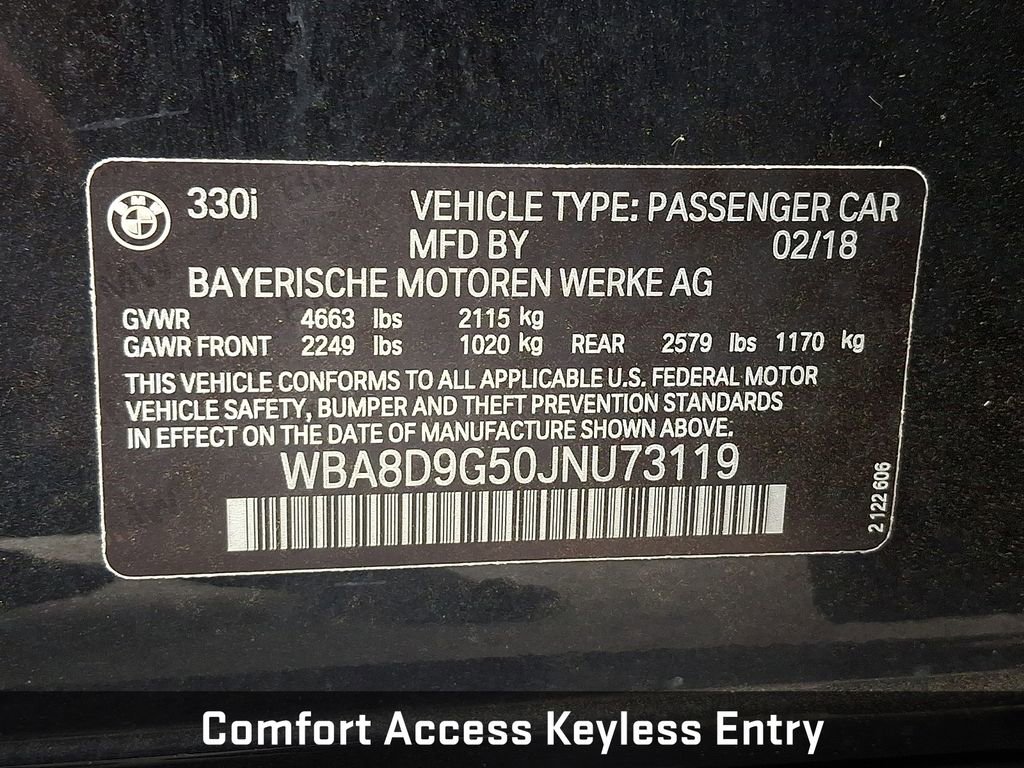 BMW
330i VEHICLE TYPE: PASSENGER CAR
MFD BY 02/18
BAYERISCHE MOTOREN WERKE AG
GVWR 4663 lbs 2115 kg
GAWR FRONT 2249 lbs 1020 kg REAR 2579 lbs 1170 kg
THIS VEHICLE CONFORMS TO ALL APPLICABLE U.S. FEDERAL MOTOR
VEHICLE SAFETY, BUMPER AND THEFT PREVENTION STANDARDS
IN EFFECT ON THE DATE OF MANUFACTURE SHOWN ABOVE.
WBA8D9G50JNU73119
2 122 606
Comfort Access Keyless Entry